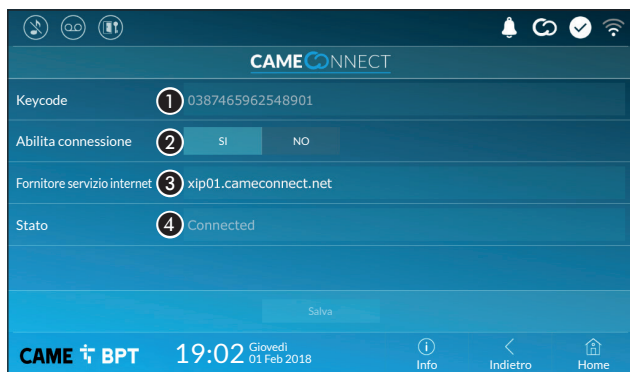 CAMECONNECT
Keycode 1 0387465962548901
Abilita connessione 2 SI NO
Fornitore servizio internet 3 xip01.cameconnect.net
Stato 4 Connected
Salva
CAME BPT 19:02 Giovedì 01 Feb 2018 Info Indietro Home